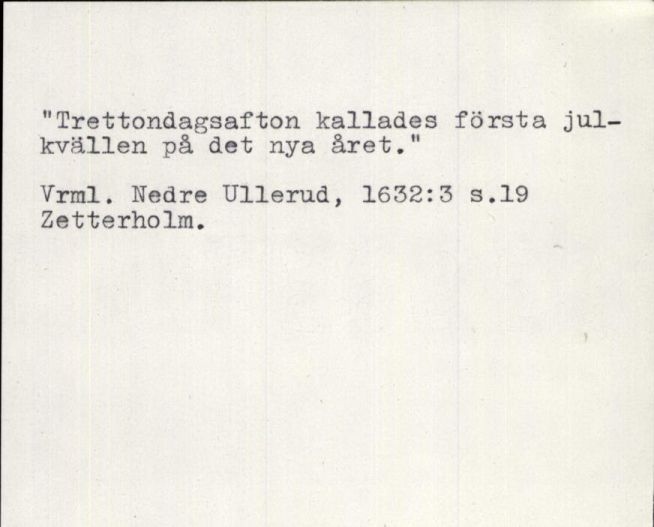 "Trettondagsafton kallades första jul-
kvällen på det nya året."
Vrml. Nedre Ullerud, 1632:3 s.19
Zetterholm.